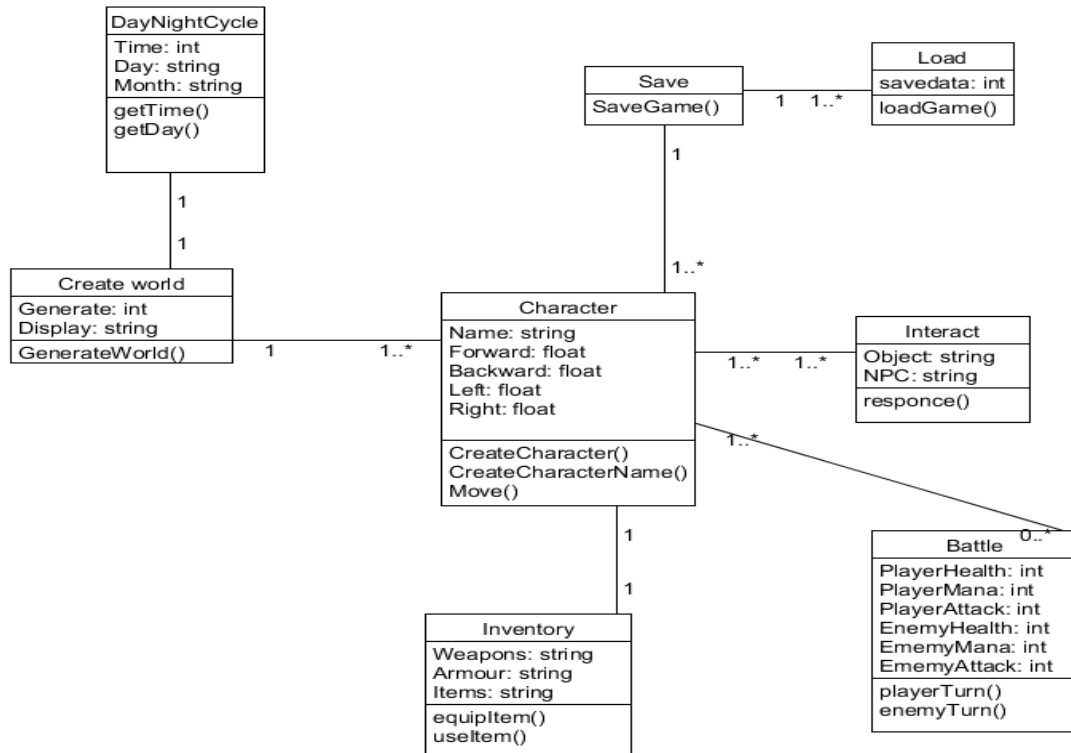 DayNightCycle
Time: int
Day: string
Month: string
getTime()
getDay()
1
1
Save
SaveGame()
1 1..*
Load
savedata: int
loadGame()
1
1..*
Create world
Generate: int
Display: string
GenerateWorld()
1 1..*
Character
Name: string
Forward: float
Backward: float
Left: float
Right: float
CreateCharacter()
CreateCharacterName()
Move()
1..* 1..*
Interact
Object: string
NPC: string
responce()
1..*
0..*
Battle
PlayerHealth: int
PlayerMana: int
PlayerAttack: int
EnemyHealth: int
EmemyMana: int
EmemyAttack: int
playerTurn()
enemyTurn()
1
1
Inventory
Weapons: string
Armour: string
Items: string
equipItem()
useItem()